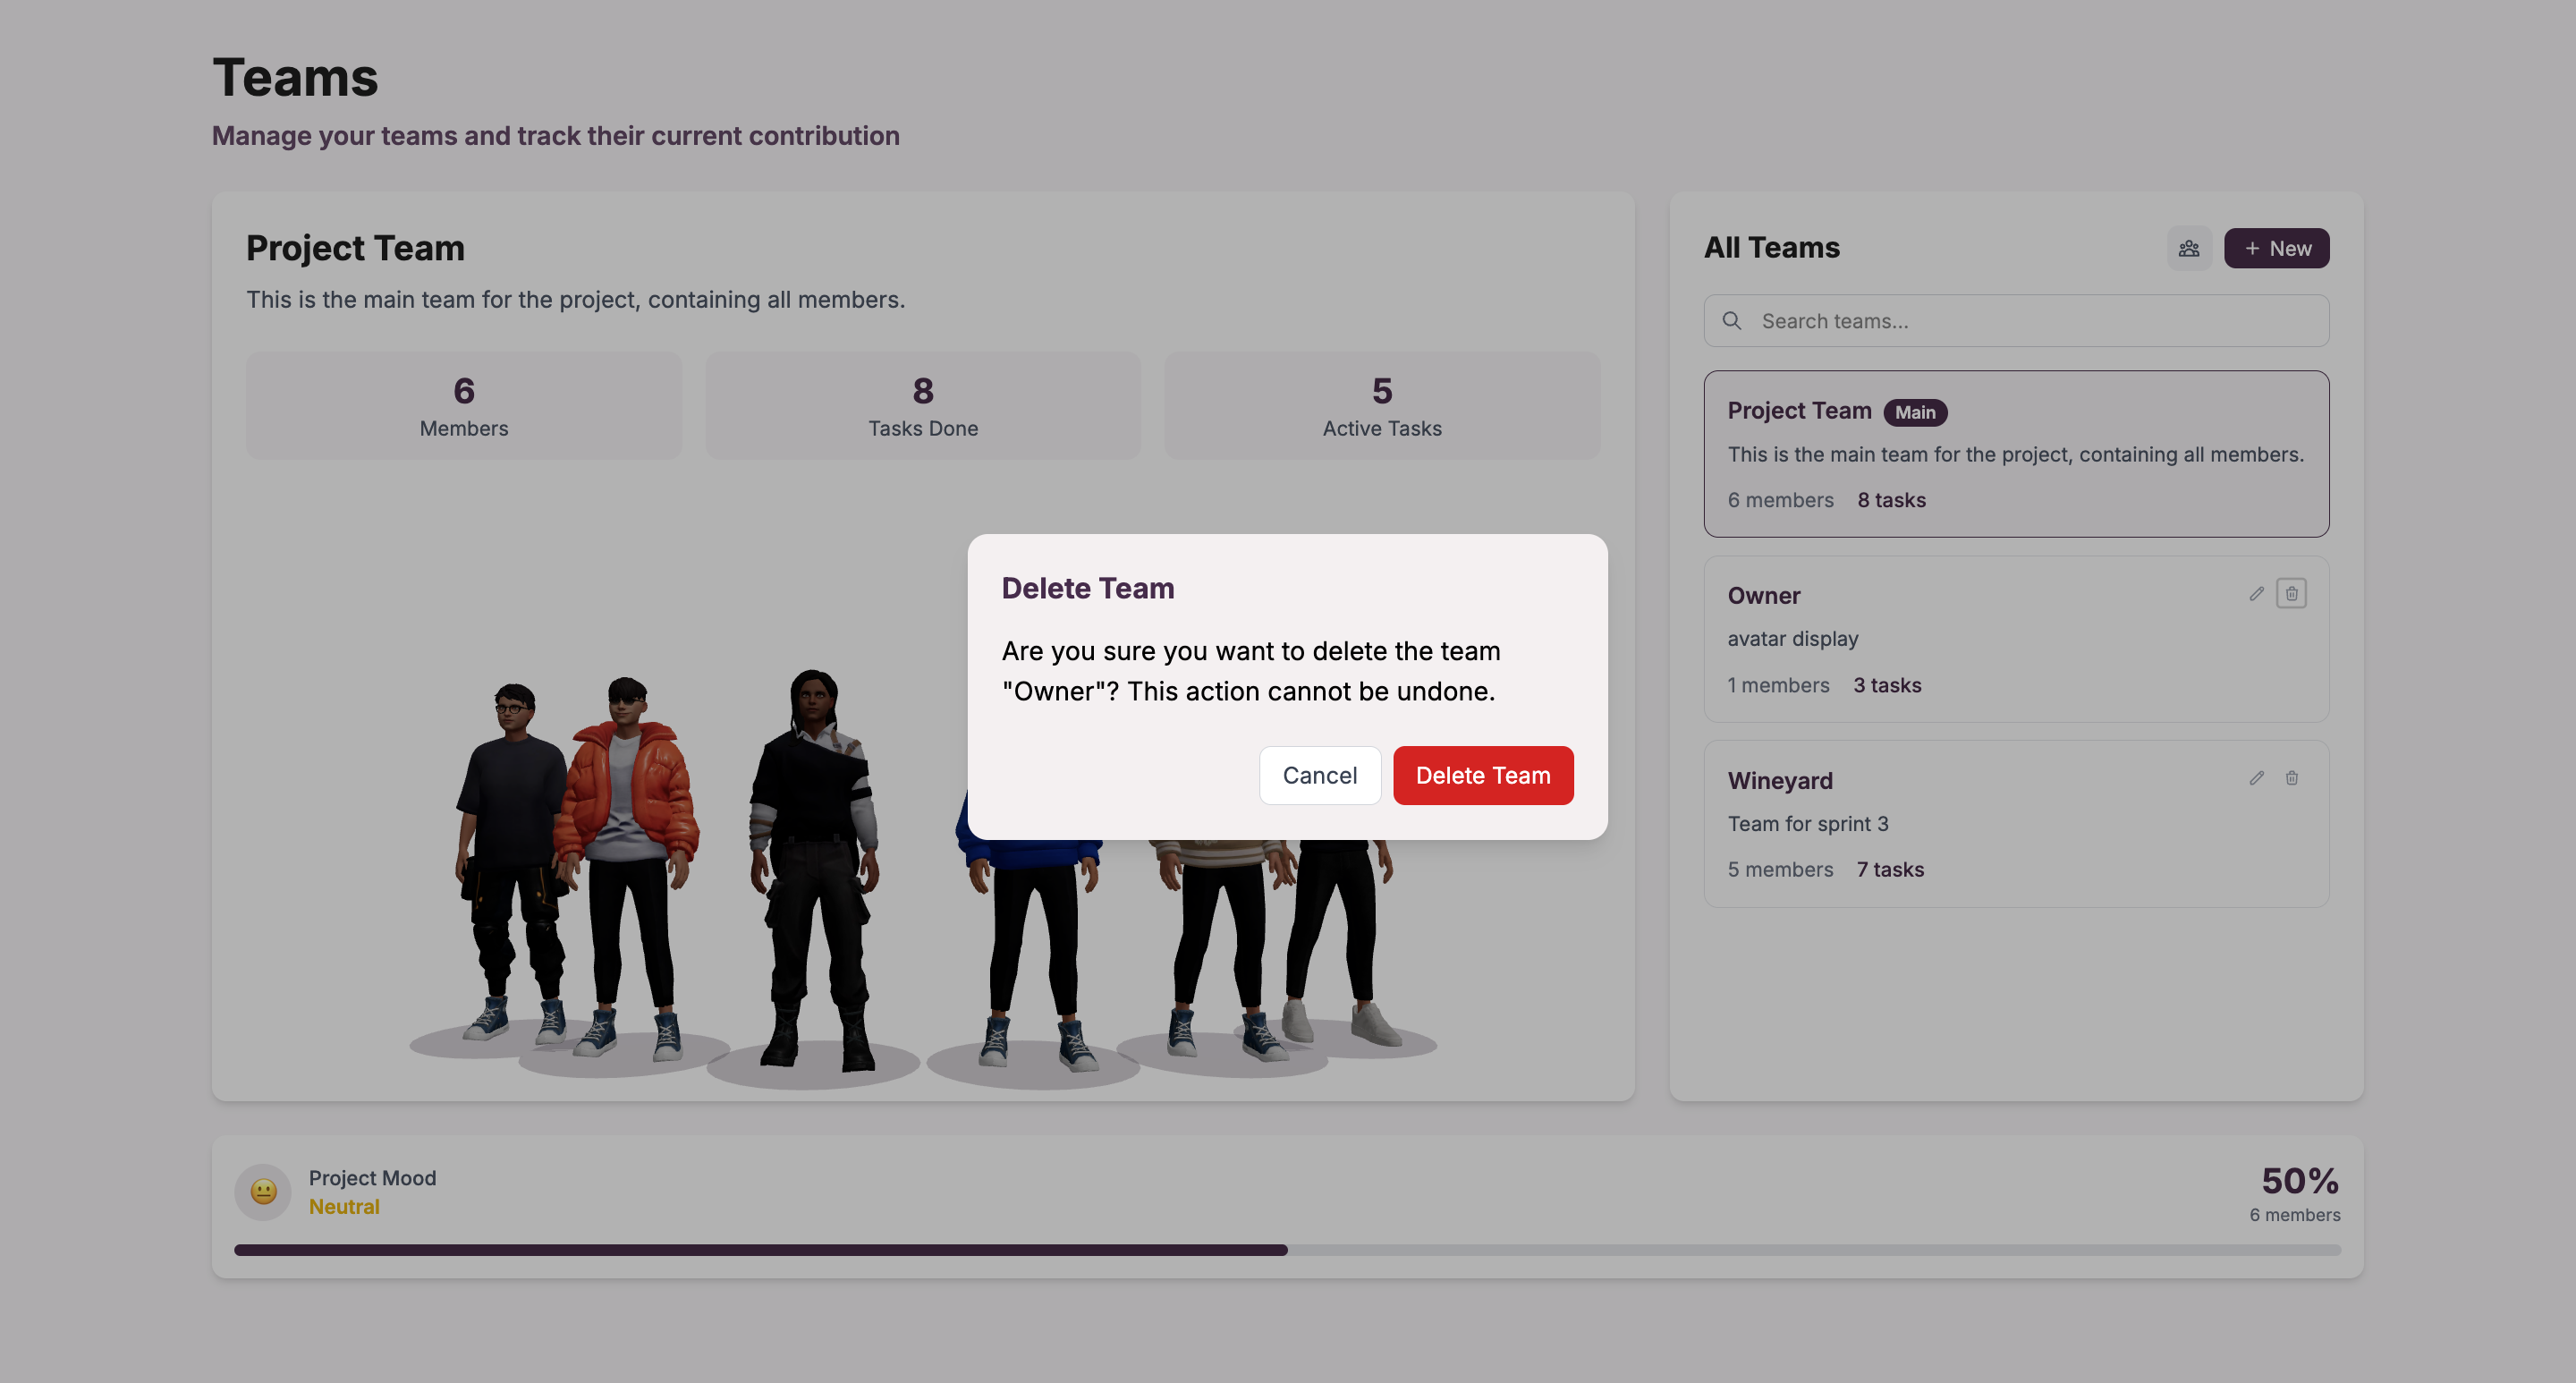 Teams
Manage your teams and track their current contribution
Project Team
This is the main team for the project, containing all members.
6
Members
8
Tasks Done
5
Active Tasks
All Teams
+ New
Search teams...
Project Team Main
This is the main team for the project, containing all members.
6 members 8 tasks
Owner
avatar display
1 members 3 tasks
Wineyard
Team for sprint 3
5 members 7 tasks
Delete Team
Are you sure you want to delete the team
"Owner"? This action cannot be undone.
Cancel
Delete Team
Project Mood
Neutral
50%
6 members